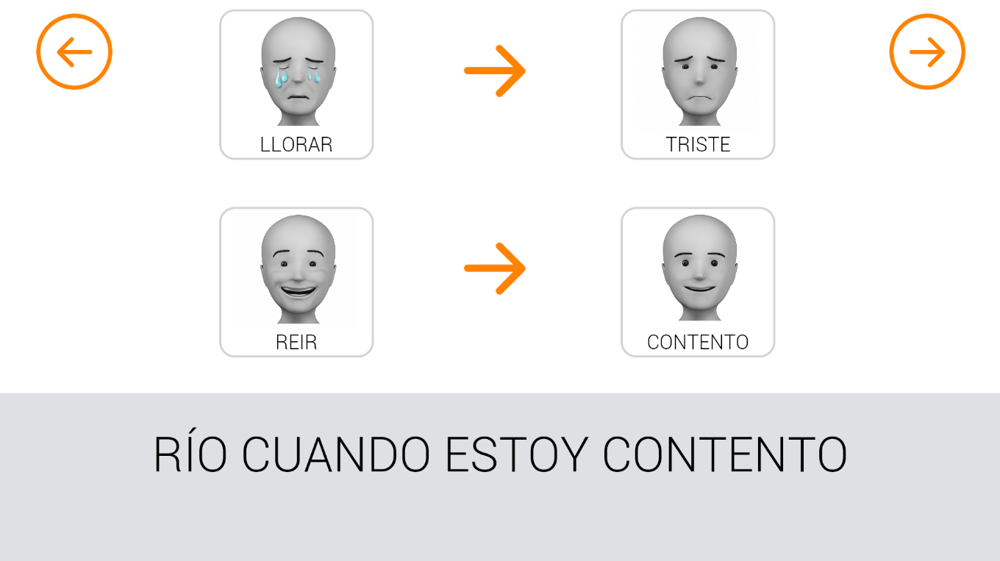 LLORAR
TRISTE
REIR
CONTENTO
RÍO CUANDO ESTOY CONTENTO